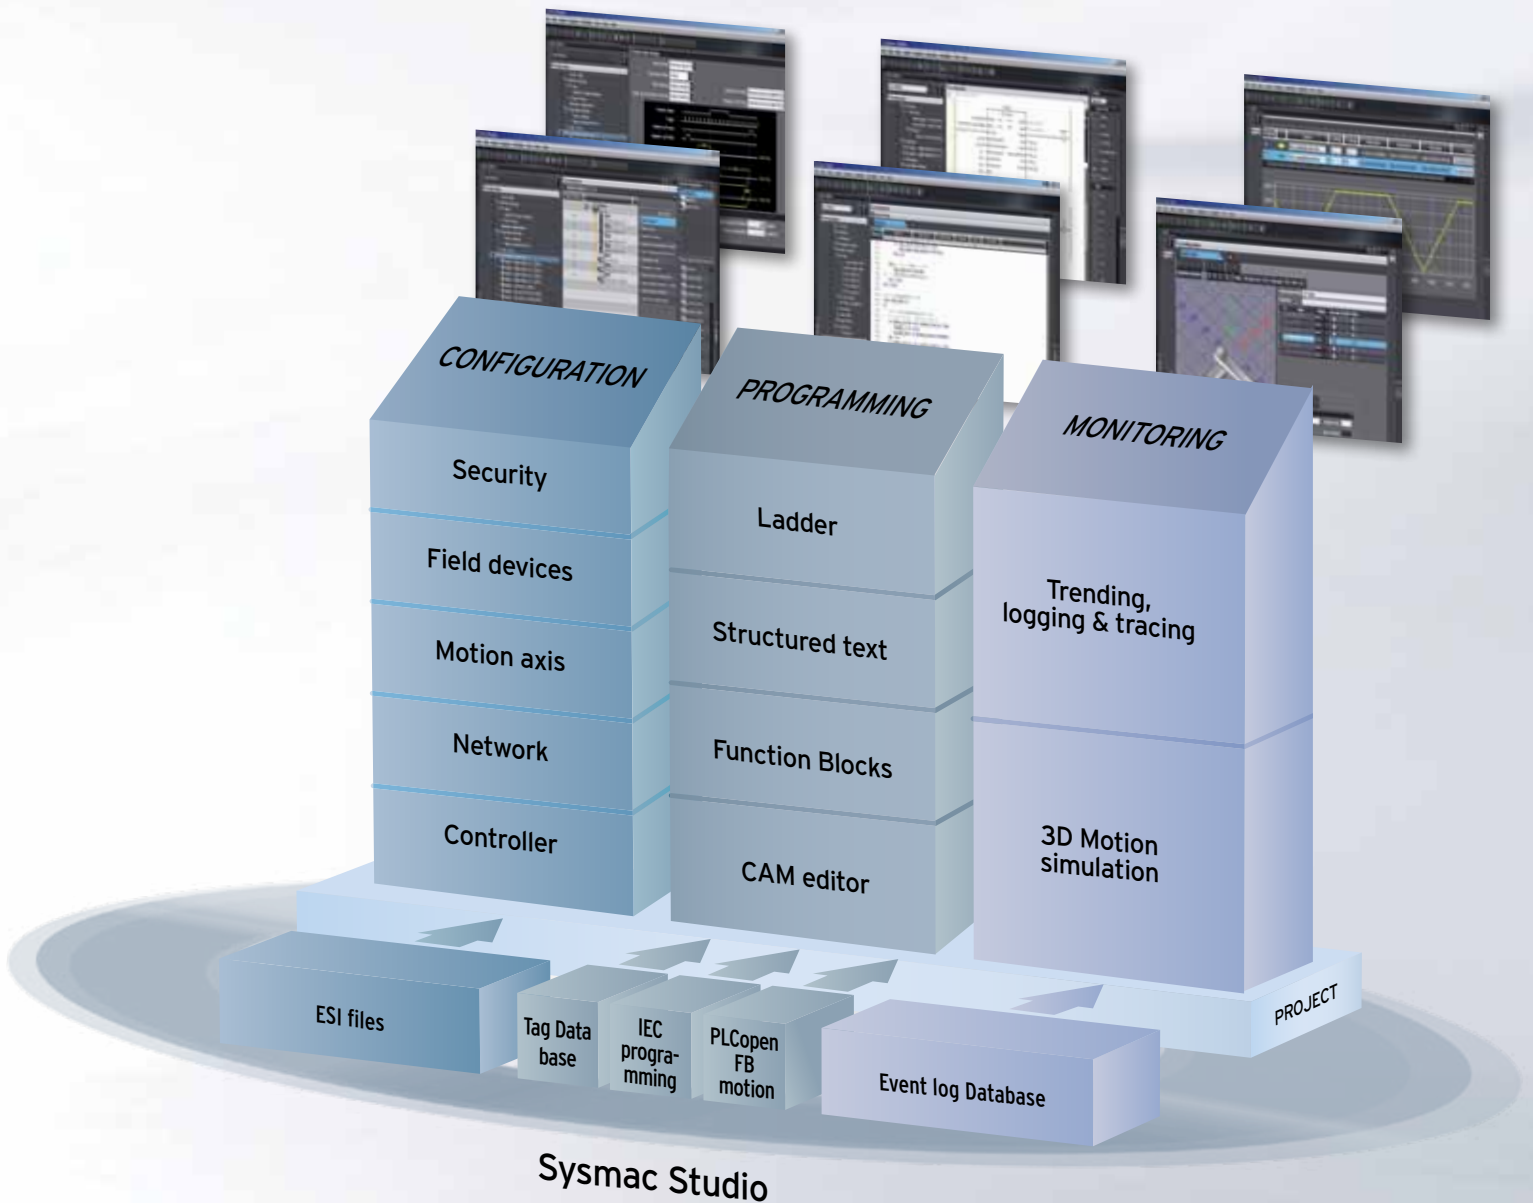 CONFIGURATION
Security
Field devices
Motion axis
Network
Controller
PROGRAMMING
Ladder
Structured text
Function Blocks
CAM editor
MONITORING
Trending,
logging & tracing
3D Motion
simulation
PROJECT
ESI files
Tag Data
base
IEC
progra-
mming
PLCopen
FB
motion
Event log Database
Sysmac Studio